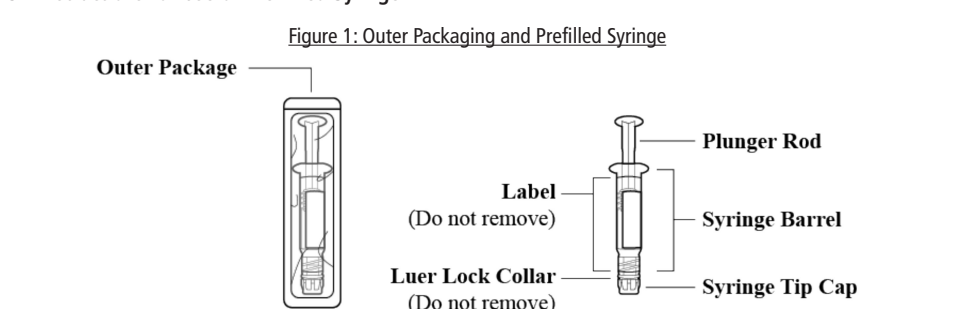 Figure 1: Outer Packaging and Prefilled Syringe
Outer Package
Plunger Rod
Label
(Do not remove)
Syringe Barrel
Luer Lock Collar
(Do not remove)
Syringe Tip Cap